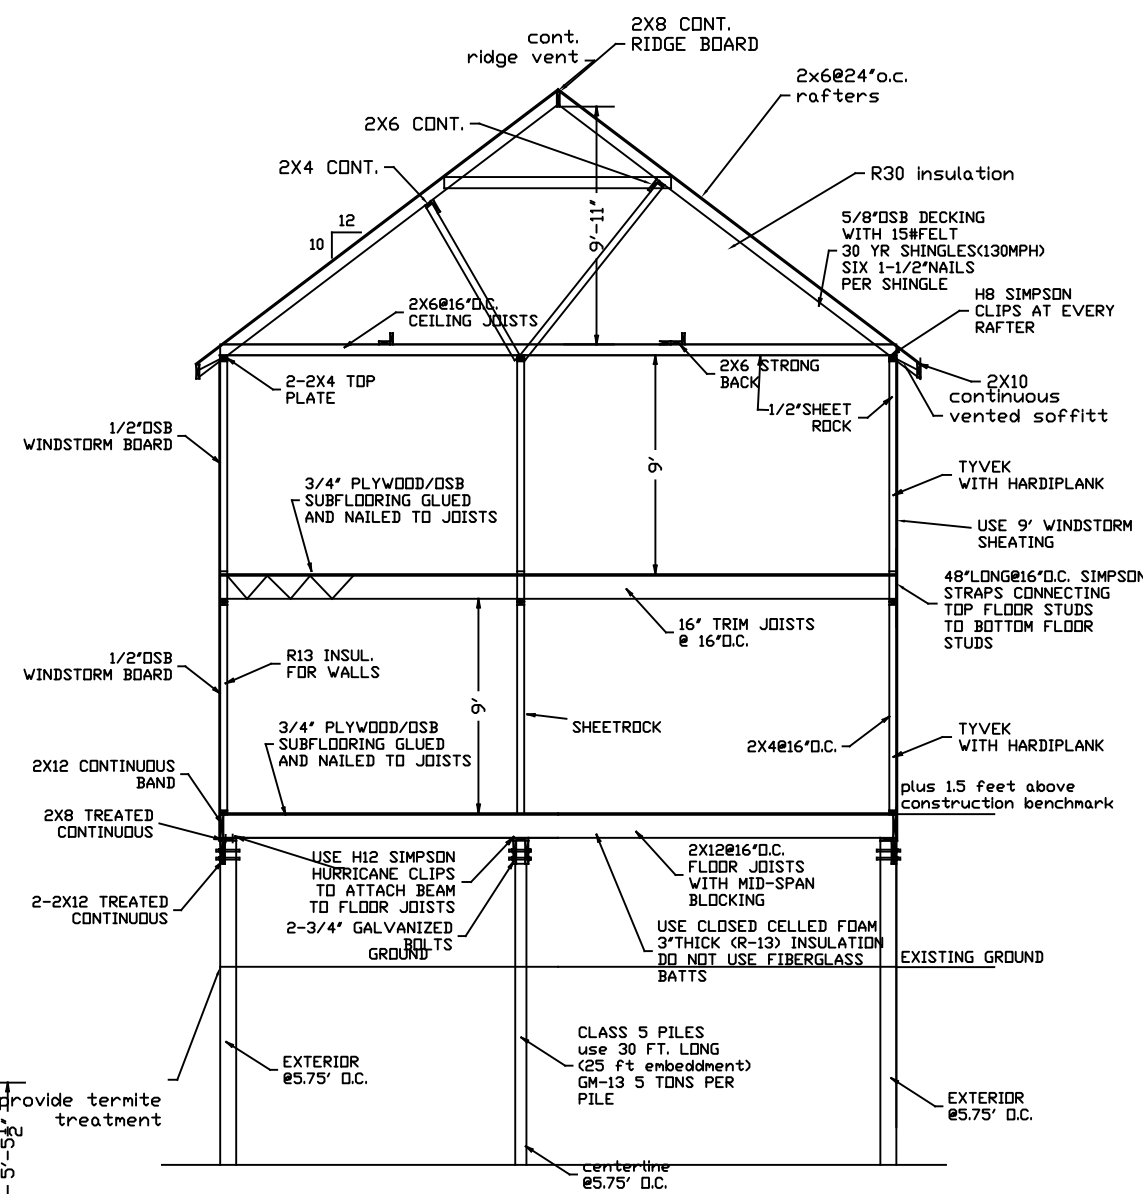 2X8 CONT.
RIDGE BOARD
cont.
ridge vent
2x6@24"o.c.
rafters
2X6 CONT.
2X4 CONT.
R30 insulation
12
10
9'-11"
5/8"OSB DECKING
WITH 15#FELT
30 YR SHINGLES(130MPH)
SIX 1-1/2"NAILS
PER SHINGLE
2X6@16"O.C.
CEILING JOISTS
H8 SIMPSON
CLIPS AT EVERY
RAFTER
2-2X4 TOP
PLATE
2X6 STRONG
BACK
2X10
continuous
vented soffitt
1/2"SHEET
ROCK
1/2"OSB
WINDSTORM BOARD
9'
TYVEK
WITH HARDIPLANK
3/4" PLYWOOD/OSB
SUBFLOORING GLUED
AND NAILED TO JOISTS
USE 9' WINDSTORM
SHEATING
48"LONG@16"O.C. SIMPSON
STRAPS CONNECTING
TOP FLOOR STUDS
TO BOTTOM FLOOR
STUDS
16" TRIM JOISTS
@ 16"O.C.
1/2"OSB
WINDSTORM BOARD
R13 INSUL.
FOR WALLS
9'
SHEETROCK
3/4" PLYWOOD/OSB
SUBFLOORING GLUED
AND NAILED TO JOISTS
2X4@16"O.C.
TYVEK
WITH HARDIPLANK
2X12 CONTINUOUS
BAND
plus 1.5 feet above
construction benchmark
2X8 TREATED
CONTINUOUS
USE H12 SIMPSON
HURRICANE CLIPS
TO ATTACH BEAM
TO FLOOR JOISTS
2X12@16"O.C.
FLOOR JOISTS
WITH MID-SPAN
BLOCKING
2-2X12 TREATED
CONTINUOUS
2-3/4" GALVANIZED
BOLTS
GROUND
USE CLOSED CELLED FOAM
3"THICK (R-13) INSULATION
DO NOT USE FIBERGLASS
BATTS
EXISTING GROUND
CLASS 5 PILES
use 30 FT. LONG
(25 ft embeddment)
GM-13 5 TONS PER
PILE
EXTERIOR
@5.75' O.C.
provide termite
treatment
EXTERIOR
@5.75' O.C.
5'-5 1/2"
centerline
@5.75' O.C.